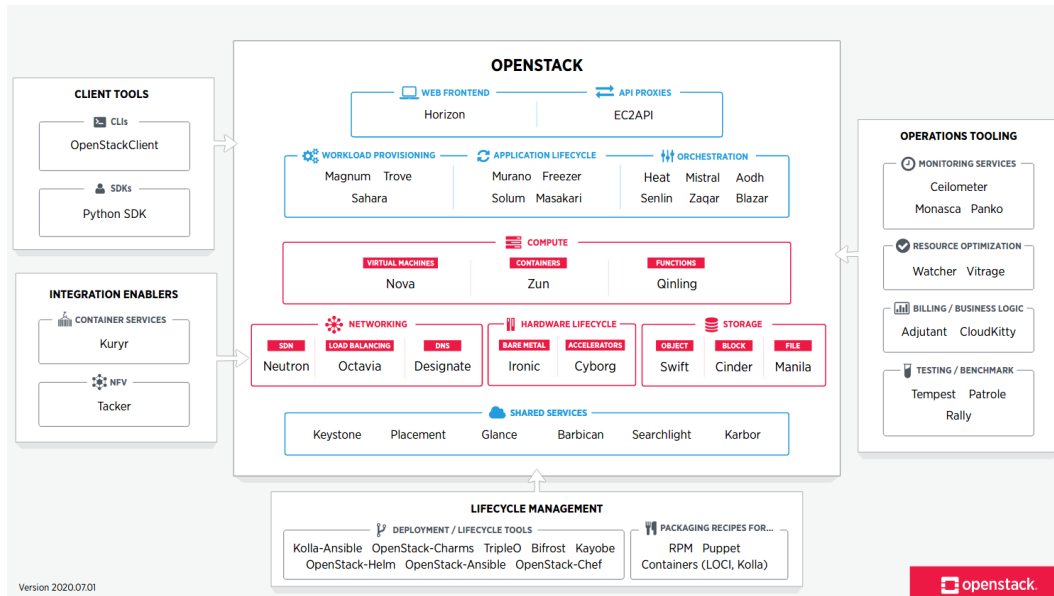 OPENSTACK
WEB FRONTEND
Horizon
API PROXIES
EC2API
WORKLOAD PROVISIONING
Magnum Trove
Sahara
APPLICATION LIFECYCLE
Murano Freezer
Solum Masakari
ORCHESTRATION
Heat Mistral Aodh
Senlin Zaqar Blazar
COMPUTE
VIRTUAL MACHINES
Nova
CONTAINERS
Zun
FUNCTIONS
Qinling
NETWORKING
SDN
Neutron
LOAD BALANCING
Octavia
DNS
Designate
HARDWARE LIFECYCLE
BARE METAL
Ironic
ACCELERATORS
Cyborg
STORAGE
OBJECT
Swift
BLOCK
Cinder
FILE
Manila
SHARED SERVICES
Keystone Placement Glance Barbican Searchlight Karbor
CLIENT TOOLS
CLIs
OpenStackClient
SDKs
Python SDK
INTEGRATION ENABLERS
CONTAINER SERVICES
Kuryr
NFV
Tacker
OPERATIONS TOOLING
MONITORING SERVICES
Ceilometer
Monasca Panko
RESOURCE OPTIMIZATION
Watcher Vitrage
BILLING / BUSINESS LOGIC
Adjutant CloudKitty
TESTING / BENCHMARK
Tempest Patrole
Rally
LIFECYCLE MANAGEMENT
DEPLOYMENT / LIFECYCLE TOOLS
Kolla-Ansible OpenStack-Charms TripleO Bifrost Kayobe
OpenStack-Helm OpenStack-Ansible OpenStack-Chef
PACKAGING RECIPES FOR...
RPM Puppet
Containers (LOCI, Kolla)
Version 2020.07.01
openstack.